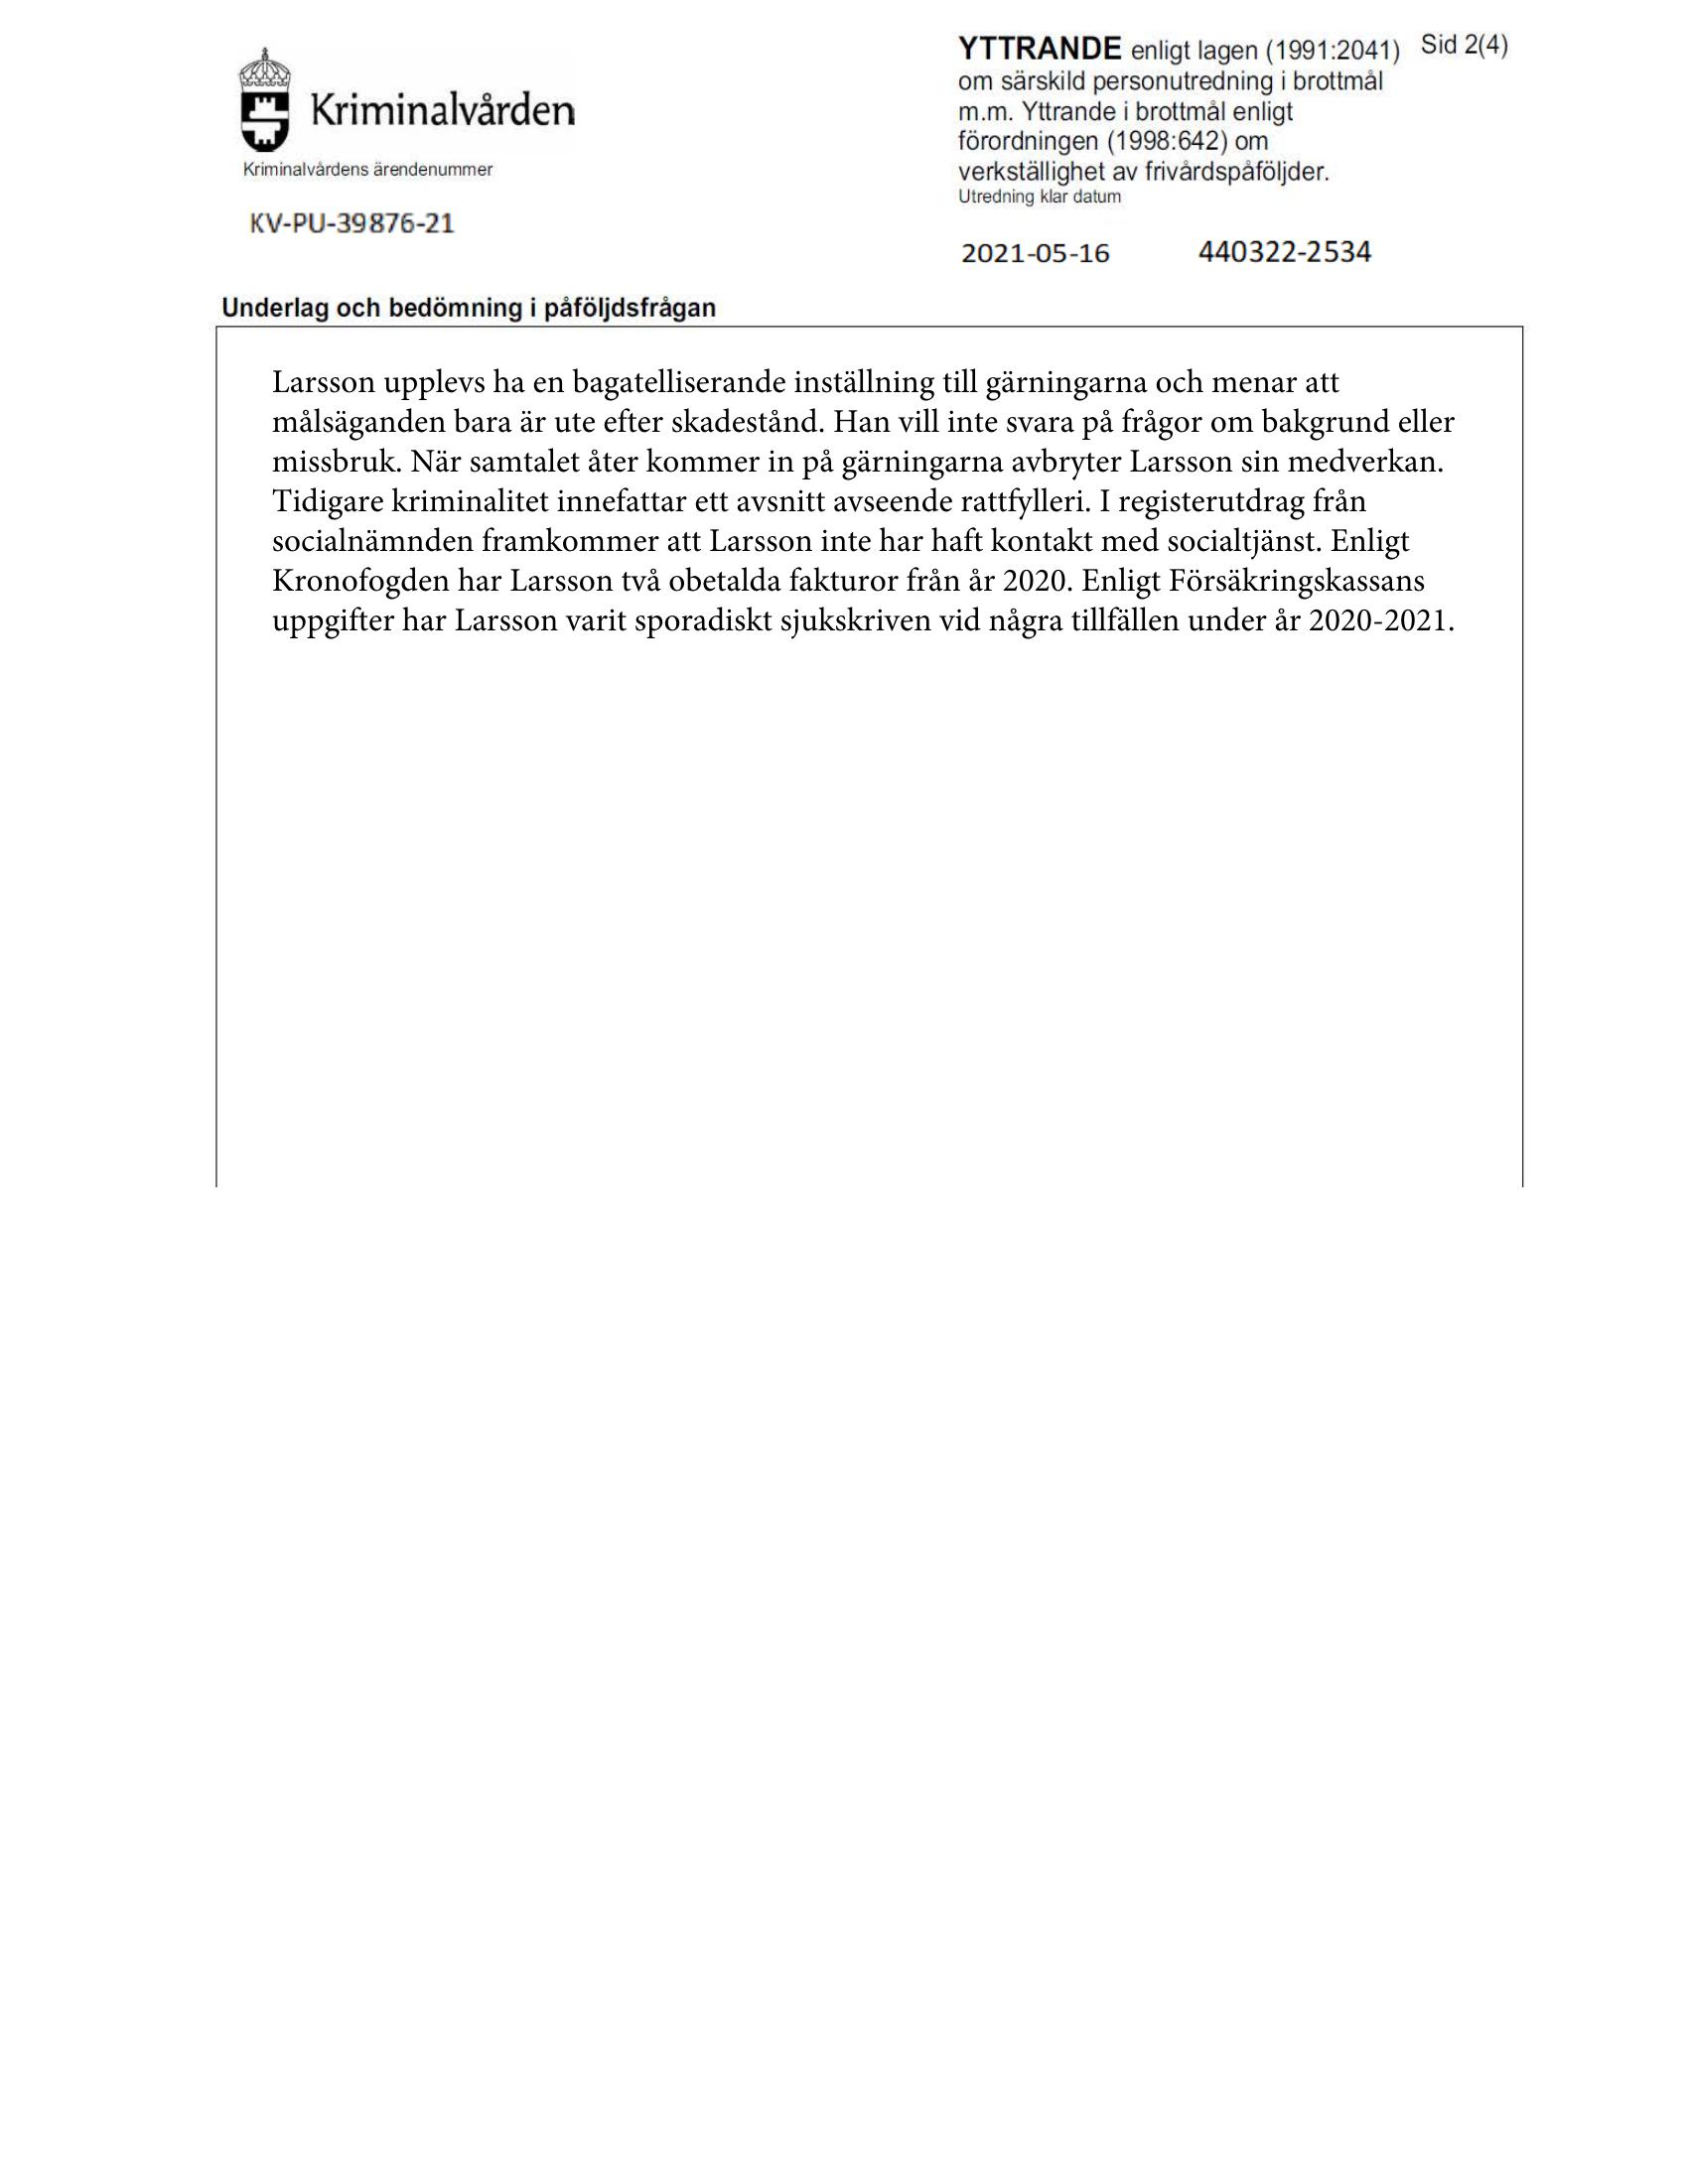 Kriminalvården
Kriminalvårdens ärendenummer
KV-PU-39876-21
YTTRANDE enligt lagen (1991:2041) Sid 2(4)
om särskild personutredning i brottmål
m.m. Yttrande i brottmål enligt
förordningen (1998:642) om
verkställighet av frivårdspåföljder.
Utredning klar datum
2021-05-16 440322-2534
Underlag och bedömning i påföljdsfrågan
Larsson upplevs ha en bagatelliserande inställning till gärningarna och menar att
målsäganden bara är ute efter skadestånd. Han vill inte svara på frågor om bakgrund eller
missbruk. När samtalet åter kommer in på gärningarna avbryter Larsson sin medverkan.
Tidigare kriminalitet innefattar ett avsnitt avseende rattfylleri. I registerutdrag från
socialnämnden framkommer att Larsson inte har haft kontakt med socialtjänst. Enligt
Kronofogden har Larsson två obetalda fakturor från år 2020. Enligt Försäkringskassans
uppgifter har Larsson varit sporadiskt sjukskriven vid några tillfällen under år 2020-2021.